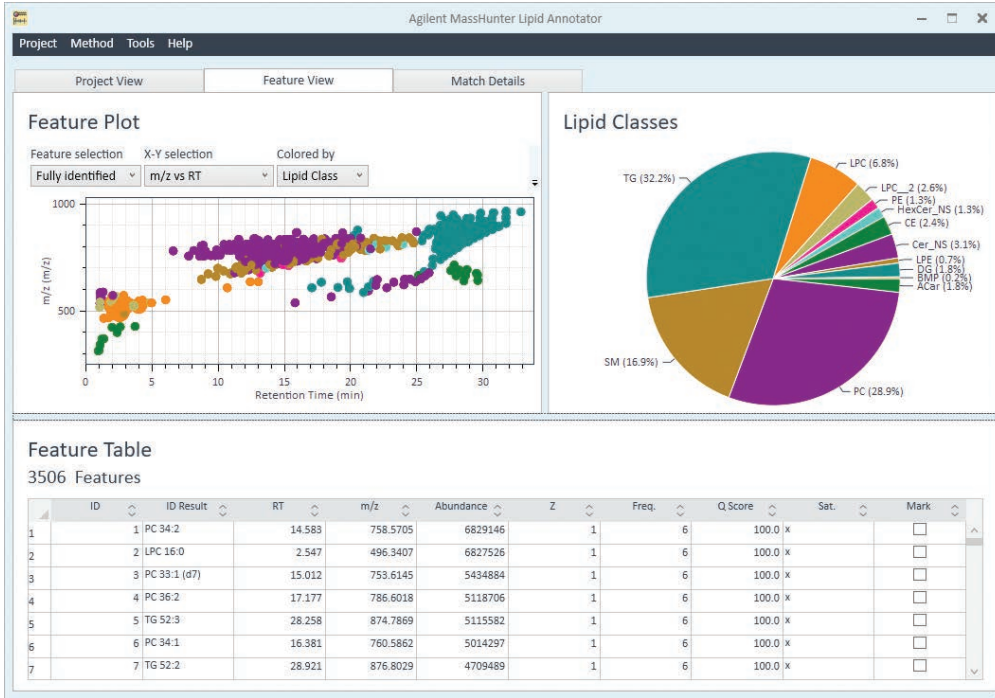 Agilent MassHunter Lipid Annotator
Project Method Tools Help
Project View Feature View Match Details
Feature Plot
Feature selection X-Y selection Colored by
Fully identified m/z vs RT Lipid Class
1000
500
m/z (m/z)
0 5 10 15 20 25 30
Retention Time (min)
Lipid Classes
TG (32.2%)
LPC (6.8%)
LPC__2 (2.6%)
PE (1.3%)
HexCer_NS (1.3%)
CE (2.4%)
Cer_NS (3.1%)
LPE (0.7%)
DG (1.8%)
BMP (0.2%)
ACar (1.8%)
SM (16.9%)
PC (28.9%)
Feature Table
3506 Features
ID ID Result RT m/z Abundance Z Freq. Q Score Sat. Mark
1 1 PC 34:2 14.583 758.5705 6829146 1 6 100.0 x
2 2 LPC 16:0 2.547 496.3407 6827526 1 6 100.0 x
3 3 PC 33:1 (d7) 15.012 753.6145 5434884 1 6 100.0 x
4 4 PC 36:2 17.177 786.6018 5118706 1 6 100.0 x
5 5 TG 52:3 28.258 874.7869 5115582 1 6 100.0 x
6 6 PC 34:1 16.381 760.5862 5014297 1 6 100.0 x
7 7 TG 52:2 28.921 876.8029 4709489 1 6 100.0 x